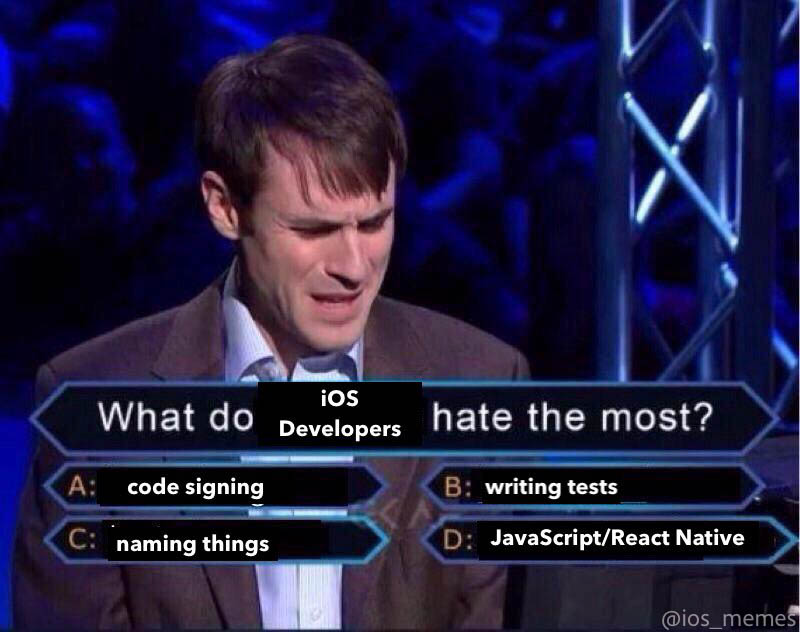 What do iOS Developers hate the most?
A: code signing
B: writing tests
C: naming things
D: JavaScript/React Native
@ios_memes